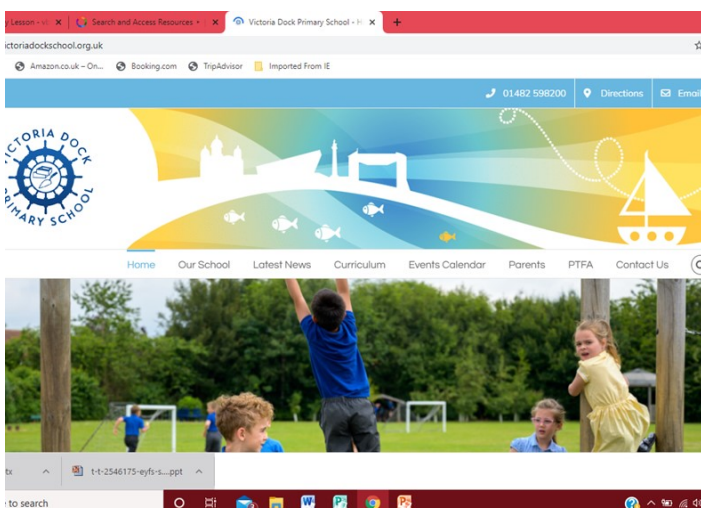 y Lesson -
Search and Access Resources •
Victoria Dock Primary School - H
ictoriadockschool.org.uk
Amazon.co.uk – On...
Booking.com
TripAdvisor
Imported From IE
01482 598200
Directions
Email
VICTORIA DOCK
PRIMARY SCHOOL
Home
Our School
Latest News
Curriculum
Events Calendar
Parents
PTFA
Contact Us
tx
t-t-2546175-eyfs-s....ppt
e to search